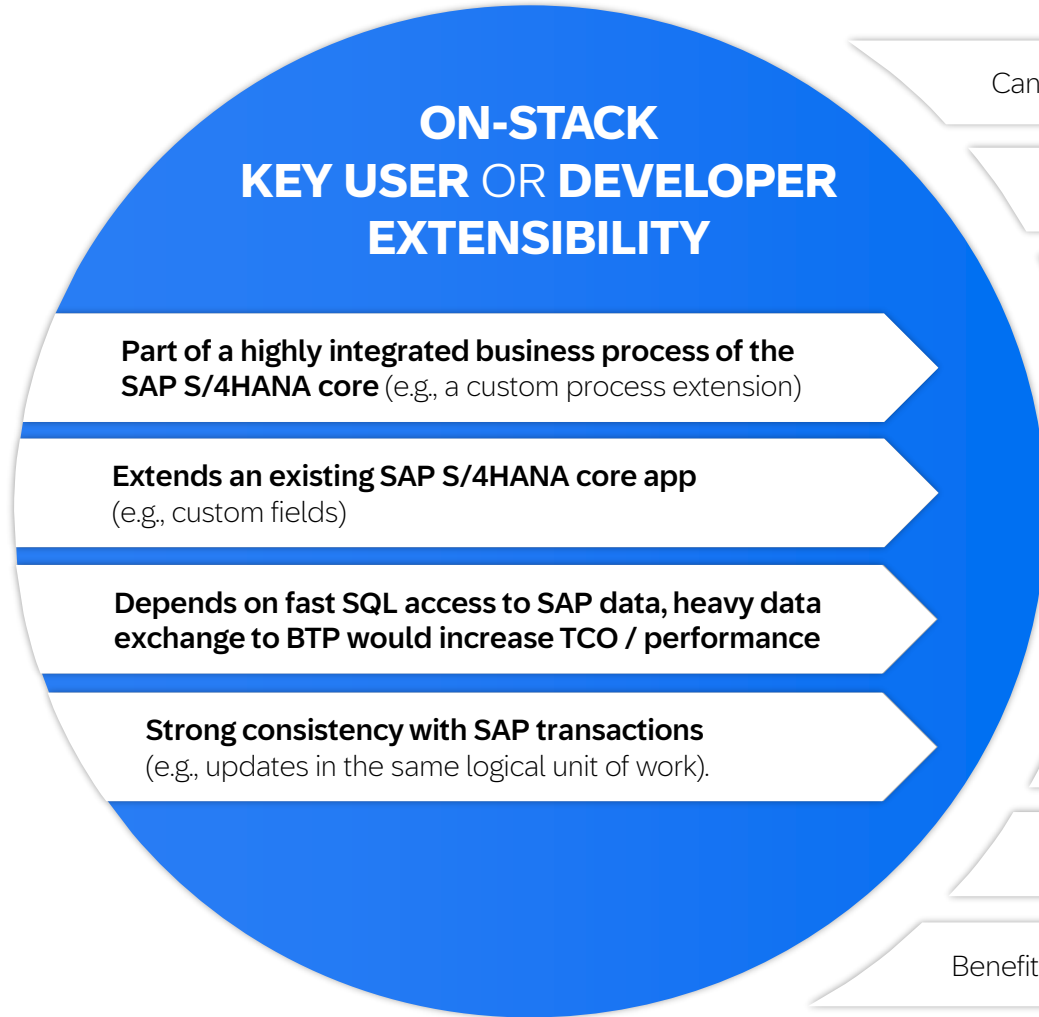 ON-STACK
KEY USER OR DEVELOPER
EXTENSIBILITY
Part of a highly integrated business process of the
SAP S/4HANA core (e.g., a custom process extension)
Extends an existing SAP S/4HANA core app
(e.g., custom fields)
Depends on fast SQL access to SAP data, heavy data
exchange to BTP would increase TCO / performance
Strong consistency with SAP transactions
(e.g., updates in the same logical unit of work).
Can
Benefit